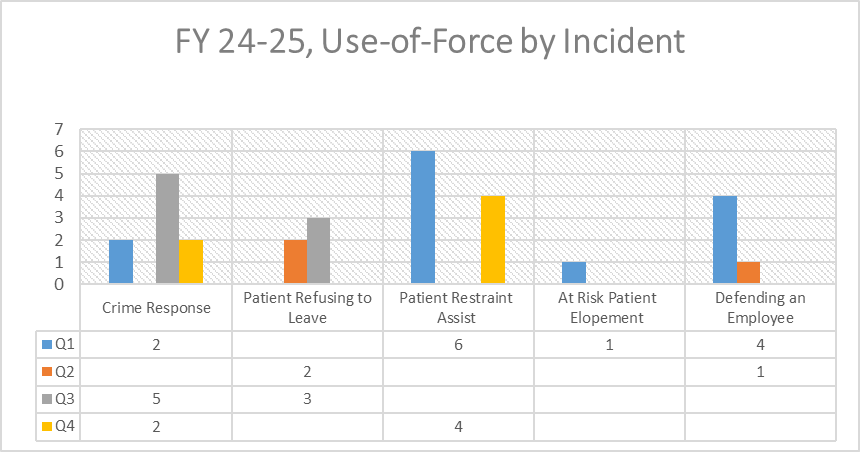 FY 24-25, Use-of-Force by Incident
7
6
5
4
3
2
1
0
Crime Response
Patient Refusing to
Leave
Patient Restraint
Assist
At Risk Patient
Elopement
Defending an
Employee
Q1 2 6 1 4
Q2 2 1
Q3 5 3
Q4 2 4